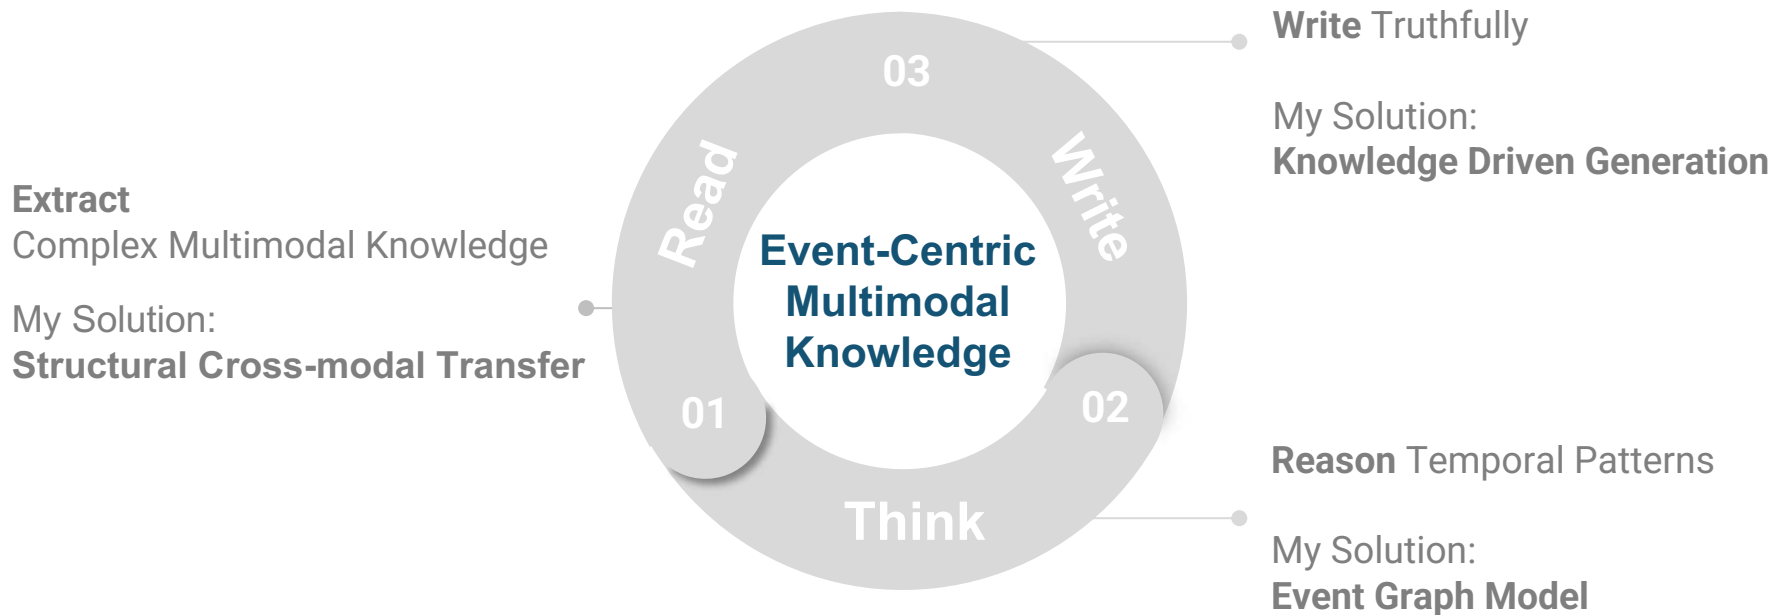 Extract
Complex Multimodal Knowledge
My Solution:
Structural Cross-modal Transfer
Read
01
Event-Centric
Multimodal
Knowledge
Think
02
Reason Temporal Patterns
My Solution:
Event Graph Model
03
Write
Write Truthfully
My Solution:
Knowledge Driven Generation